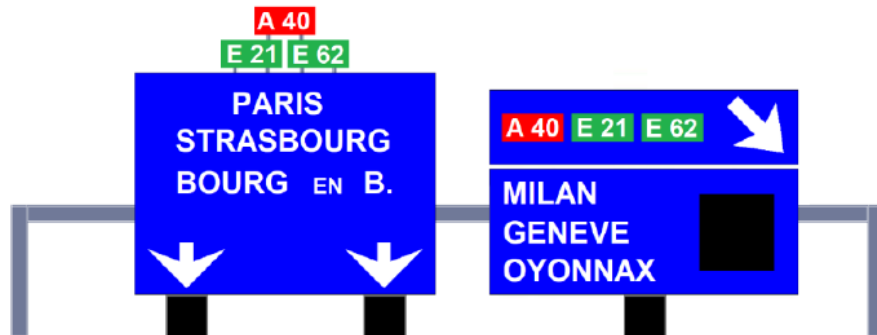 A 40
E 21 E 62
PARIS
STRASBOURG
BOURG EN B.
A 40 E 21 E 62
MILAN
GENEVE
OYONNAX